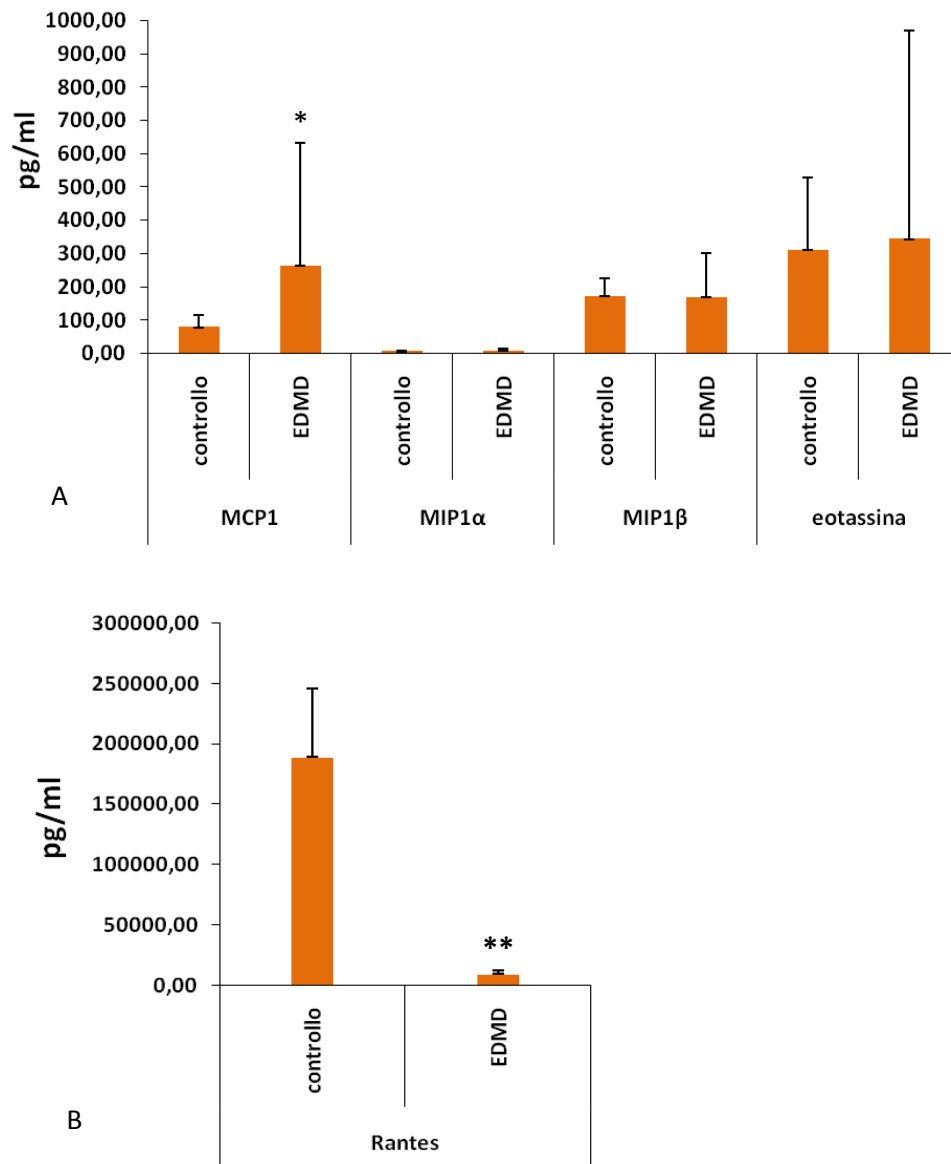 1000,00
900,00
800,00
700,00
600,00
500,00
400,00
300,00
200,00
100,00
0,00
pg/ml
*
controllo
EDMD
controllo
EDMD
controllo
EDMD
controllo
EDMD
MCP1
MIP1α
MIP1β
eotassina
A
300000,00
250000,00
200000,00
150000,00
100000,00
50000,00
0,00
pg/ml
**
controllo
EDMD
Rantes
B